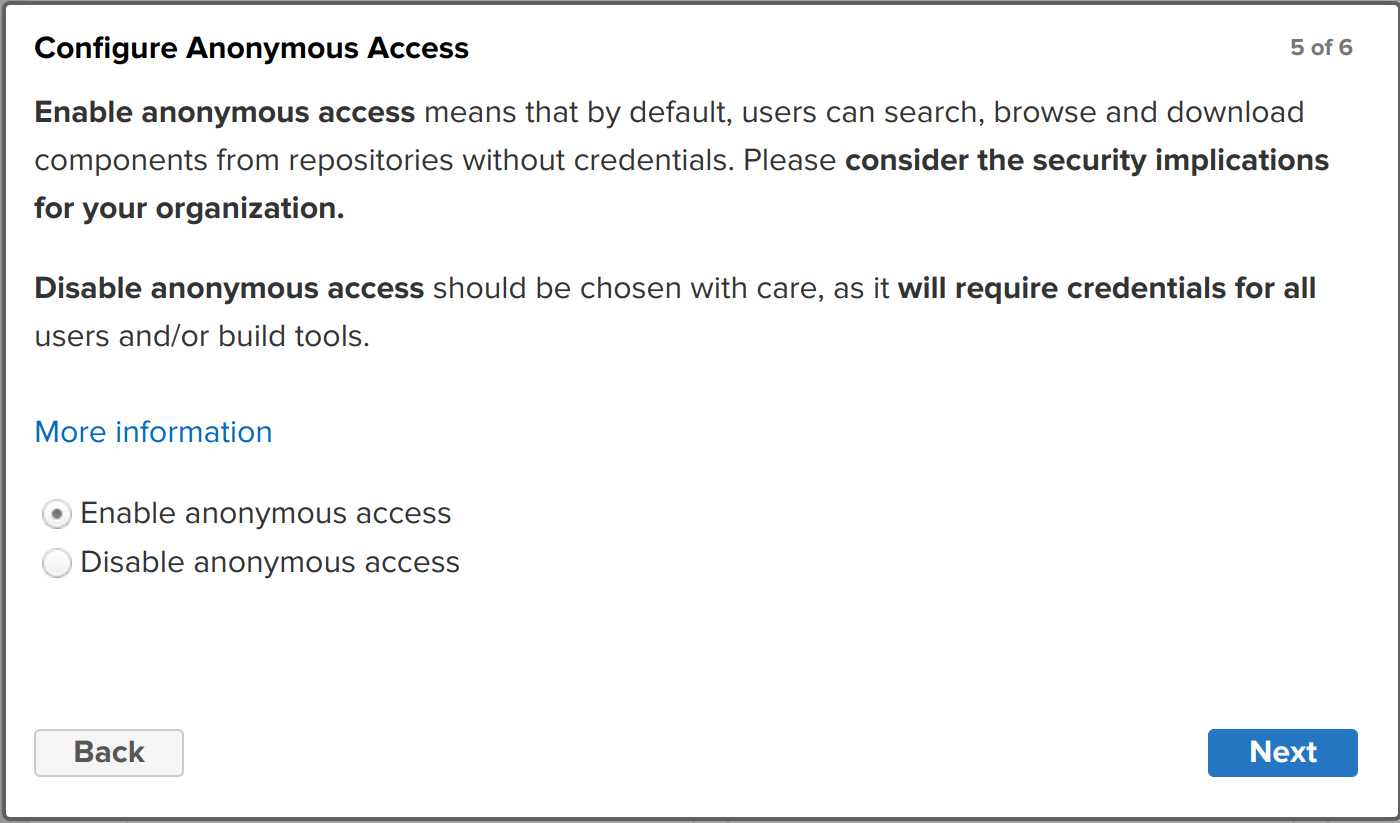 Configure Anonymous Access
5 of 6
Enable anonymous access means that by default, users can search, browse and download
components from repositories without credentials. Please consider the security implications
for your organization.
Disable anonymous access should be chosen with care, as it will require credentials for all
users and/or build tools.
More information
Enable anonymous access
Disable anonymous access
Back
Next